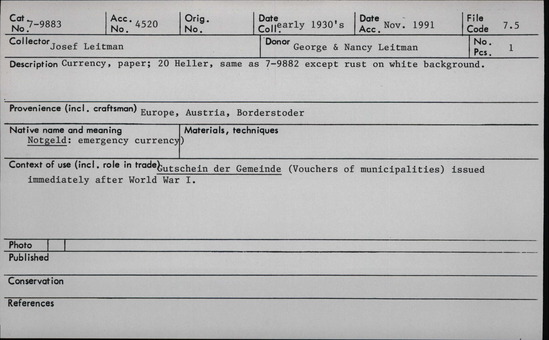 Cat. No. 7-9883 Acc. No. 4520 Orig. No. Date Coll. early 1930's Date Acc. Nov. 1991 File Code 7.5
Collector Josef Leitman Donor George & Nancy Leitman No. Pcs. 1
Description Currency, paper; 20 Heller, same as 7-9882 except rust on white background.
Provenience (incl. craftsman) Europe, Austria, Borderstoder
Native name and meaning Materials, techniques
Notgeld: emergency currency)
Context of use (incl. role in trade) Gutschein der Gemeinde (Vouchers of municipalities) issued
immediately after World War I.
Photo
Published
Conservation
References